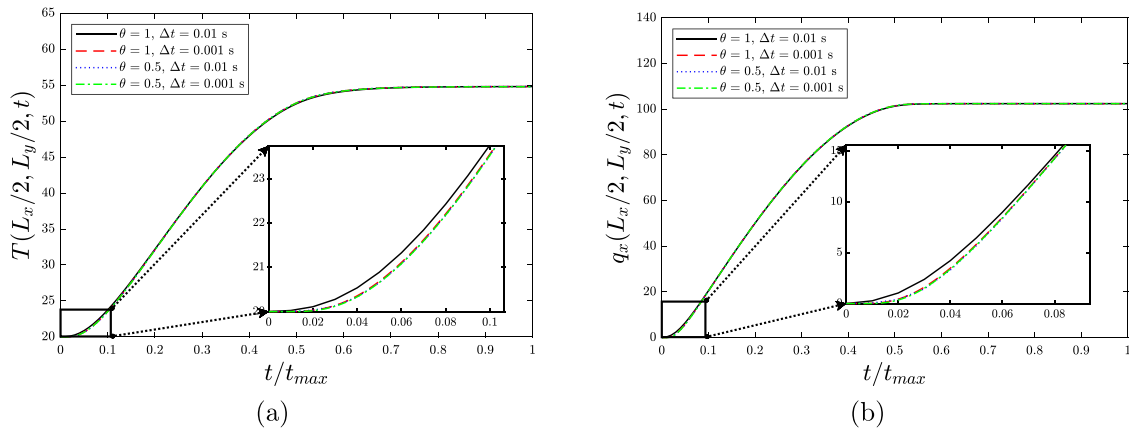 65
60
55
50
45
40
35
30
25
20
T(L_x/2, L_y/2, t)
θ = 1, Δt = 0.01 s
θ = 1, Δt = 0.001 s
θ = 0.5, Δt = 0.01 s
θ = 0.5, Δt = 0.001 s
23
22
21
20
0 0.02 0.04 0.06 0.08 0.1
0 0.1 0.2 0.3 0.4 0.5 0.6 0.7 0.8 0.9 1
t/t_max
(a)
140
120
100
80
60
40
20
0
q_x(L_x/2, L_y/2, t)
θ = 1, Δt = 0.01 s
θ = 1, Δt = 0.001 s
θ = 0.5, Δt = 0.01 s
θ = 0.5, Δt = 0.001 s
15
10
5
0
0 0.02 0.04 0.06 0.08
0 0.1 0.2 0.3 0.4 0.5 0.6 0.7 0.8 0.9 1
t/t_max
(b)